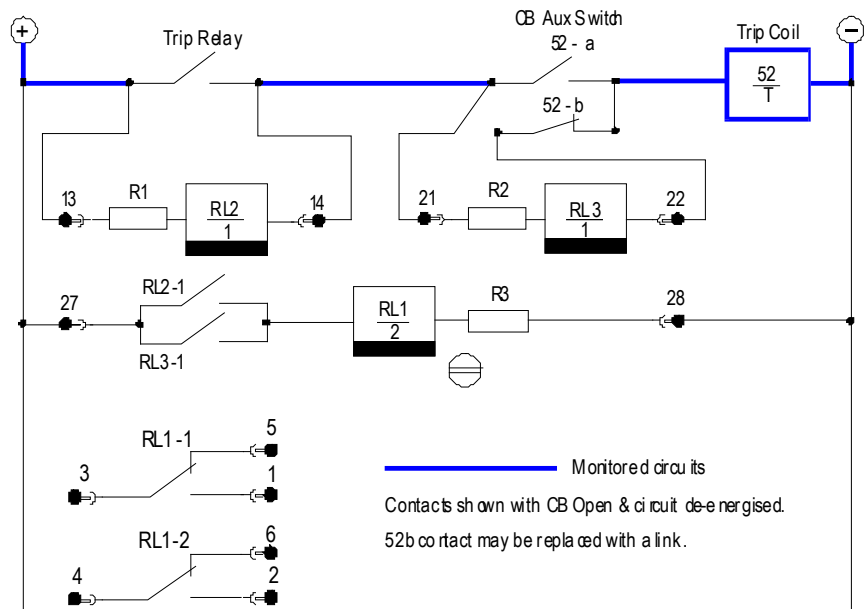 +
Trip Relay
CB Aux Switch
52 - a
Trip Coil
−
52
T
52 - b
13
R1
RL2
1
14
21
R2
RL3
1
22
RL2-1
27
RL1
2
R3
28
RL3-1
RL1-1
5
3
1
Monitored circuits
Contacts shown with CB Open & circuit de-energised.
RL1-2
6
52b contact may be replaced with a link.
4
2